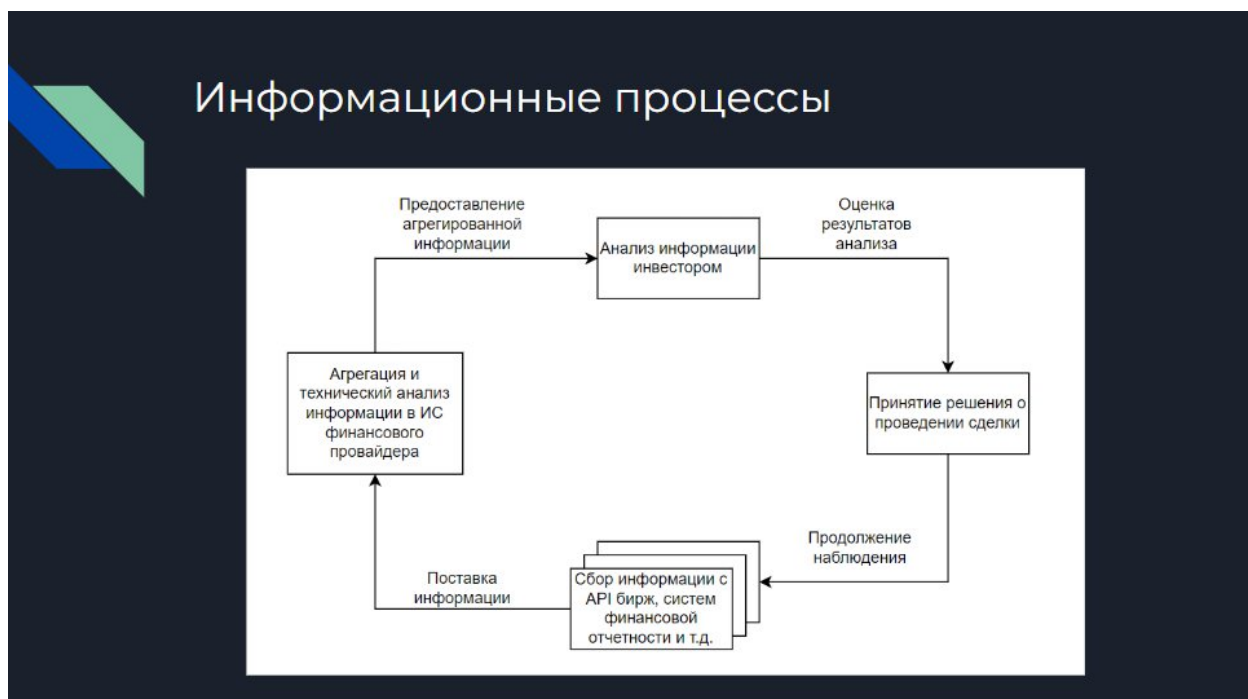 Информационные процессы
Предоставление
агрегированной
информации
Оценка
результатов
анализа
Анализ информации
инвестором
Агрегация и
технический анализ
информации в ИС
финансового
провайдера
Принятие решения о
проведении сделки
Продолжение
наблюдения
Поставка
информации
Сбор информации с
API бирж, систем
финансовой
отчетности и т.д.